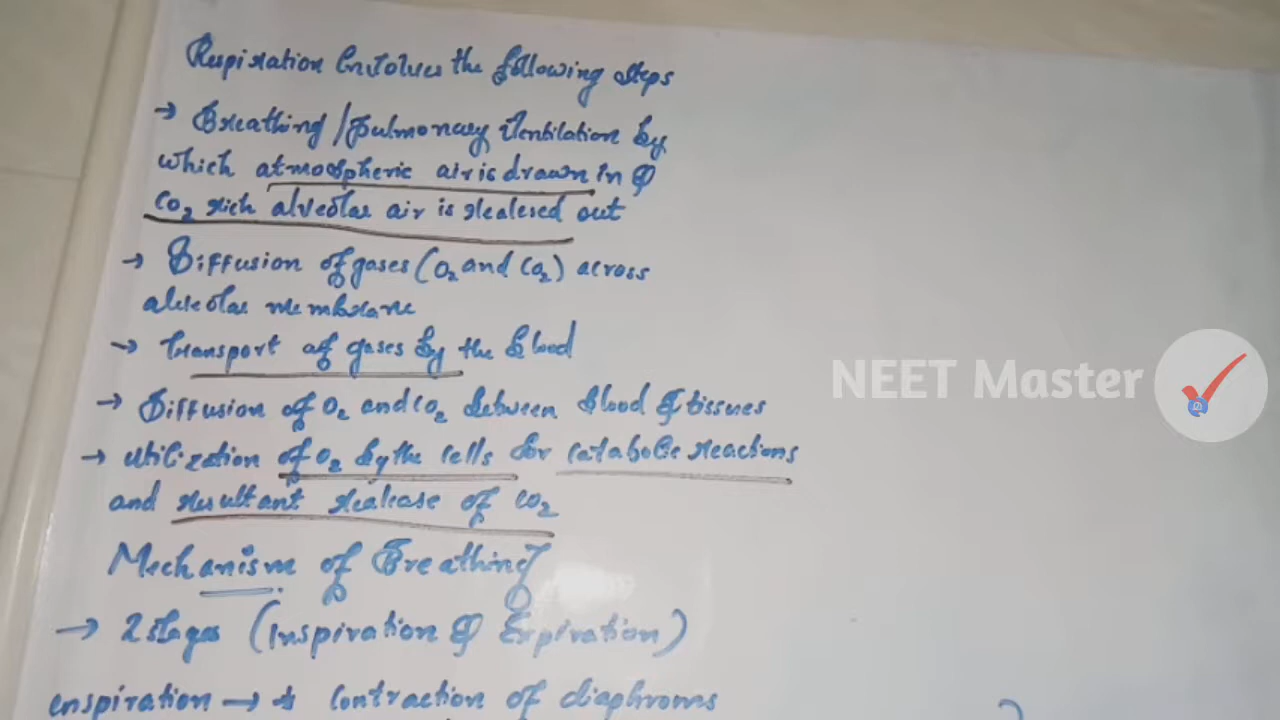 Respiration Involves the following steps
→ Breathing / pulmonary Ventilation by
which atmospheric air is drawn in &
CO2 rich alveolar air is realesed out
→ Diffusion of gases (O2 and CO2) across
alveolar membrane
→ Transport of gases by the blood
→ Diffusion of O2 and CO2 between blood & tissues
→ Utilization of O2 by the cells for catabolic reactions
and resultant realease of CO2
Mechanism of Breathing
→ 2 stages (Inspiration & Expiration)
inspiration → * Contraction of diaphroms
NEET Master